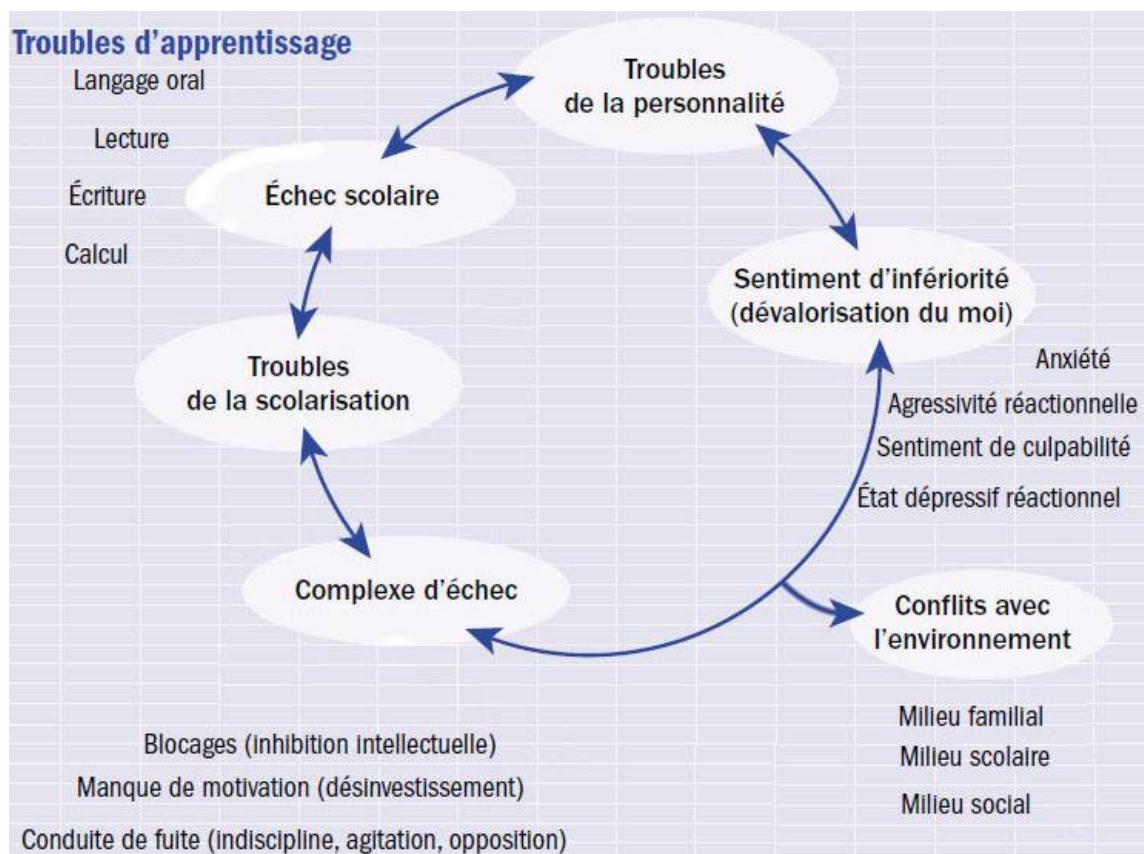 Troubles d'apprentissage
Langage oral
Lecture
Écriture
Calcul
Troubles
de la personnalité
Échec scolaire
Sentiment d'infériorité
(dévalorisation du moi)
Anxiété
Agressivité réactionnelle
Sentiment de culpabilité
État dépressif réactionnel
Troubles
de la scolarisation
Complexe d'échec
Conflits avec
l'environnement
Milieu familial
Milieu scolaire
Milieu social
Blocages (inhibition intellectuelle)
Manque de motivation (désinvestissement)
Conduite de fuite (indiscipline, agitation, opposition)